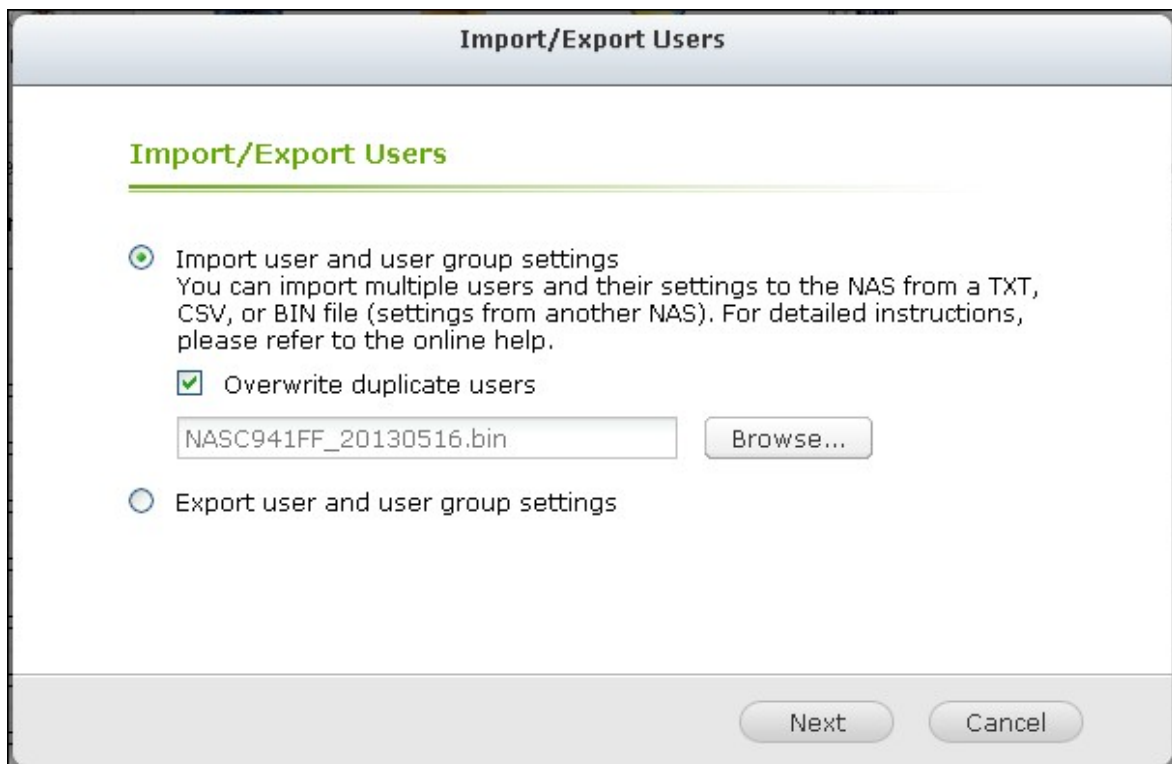 Import/Export Users
Import/Export Users
Import user and user group settings
You can import multiple users and their settings to the NAS from a TXT,
CSV, or BIN file (settings from another NAS). For detailed instructions,
please refer to the online help.
Overwrite duplicate users
NASC941FF_20130516.bin
Browse...
Export user and user group settings
Next
Cancel